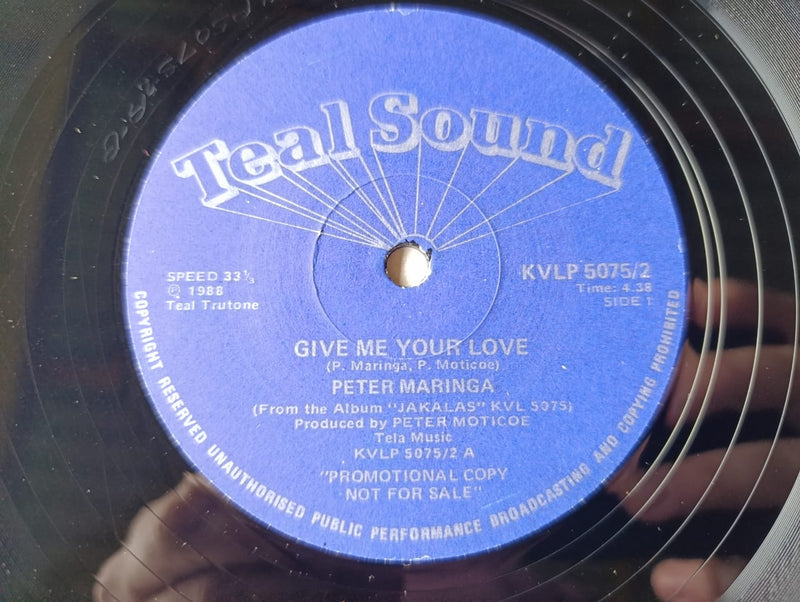 Teal Sound
SPEED 33⅓
℗ 1988
Teal Trutone
KVLP 5075/2
Time: 4.38
SIDE 1
GIVE ME YOUR LOVE
(P. Maringa, P. Moticoe)
PETER MARINGA
(From the Album "JAKALAS" KVL 5075)
Produced by PETER MOTICOE
Tela Music
KVLP 5075/2 A
"PROMOTIONAL COPY
NOT FOR SALE"
COPYRIGHT RESERVED UNAUTHORISED PUBLIC PERFORMANCE BROADCASTING AND COPYING PROHIBITED